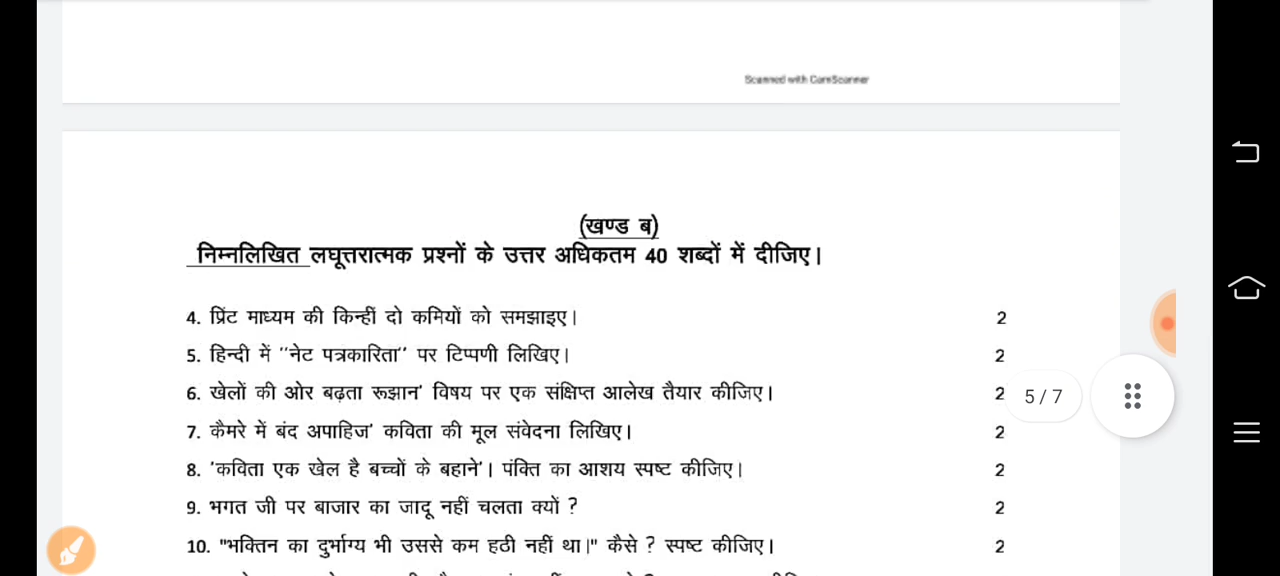 Scanned with CamScanner
(खण्ड ब)
निम्नलिखित लघूत्तरात्मक प्रश्नों के उत्तर अधिकतम 40 शब्दों में दीजिए।
4. प्रिंट माध्यम की किन्हीं दो कमियों को समझाइए। 2
5. हिन्दी में ''नेट पत्रकारिता'' पर टिप्पणी लिखिए। 2
6. खेलों की ओर बढ़ता रूझान' विषय पर एक संक्षिप्त आलेख तैयार कीजिए। 2
5 / 7
7. कैमरे में बंद अपाहिज' कविता की मूल संवेदना लिखिए। 2
8. 'कविता एक खेल है बच्चों के बहाने'। पंक्ति का आशय स्पष्ट कीजिए। 2
9. भगत जी पर बाजार का जादू नहीं चलता क्यों ? 2
10. "भक्तिन का दुर्भाग्य भी उससे कम हठी नहीं था।" कैसे ? स्पष्ट कीजिए। 2